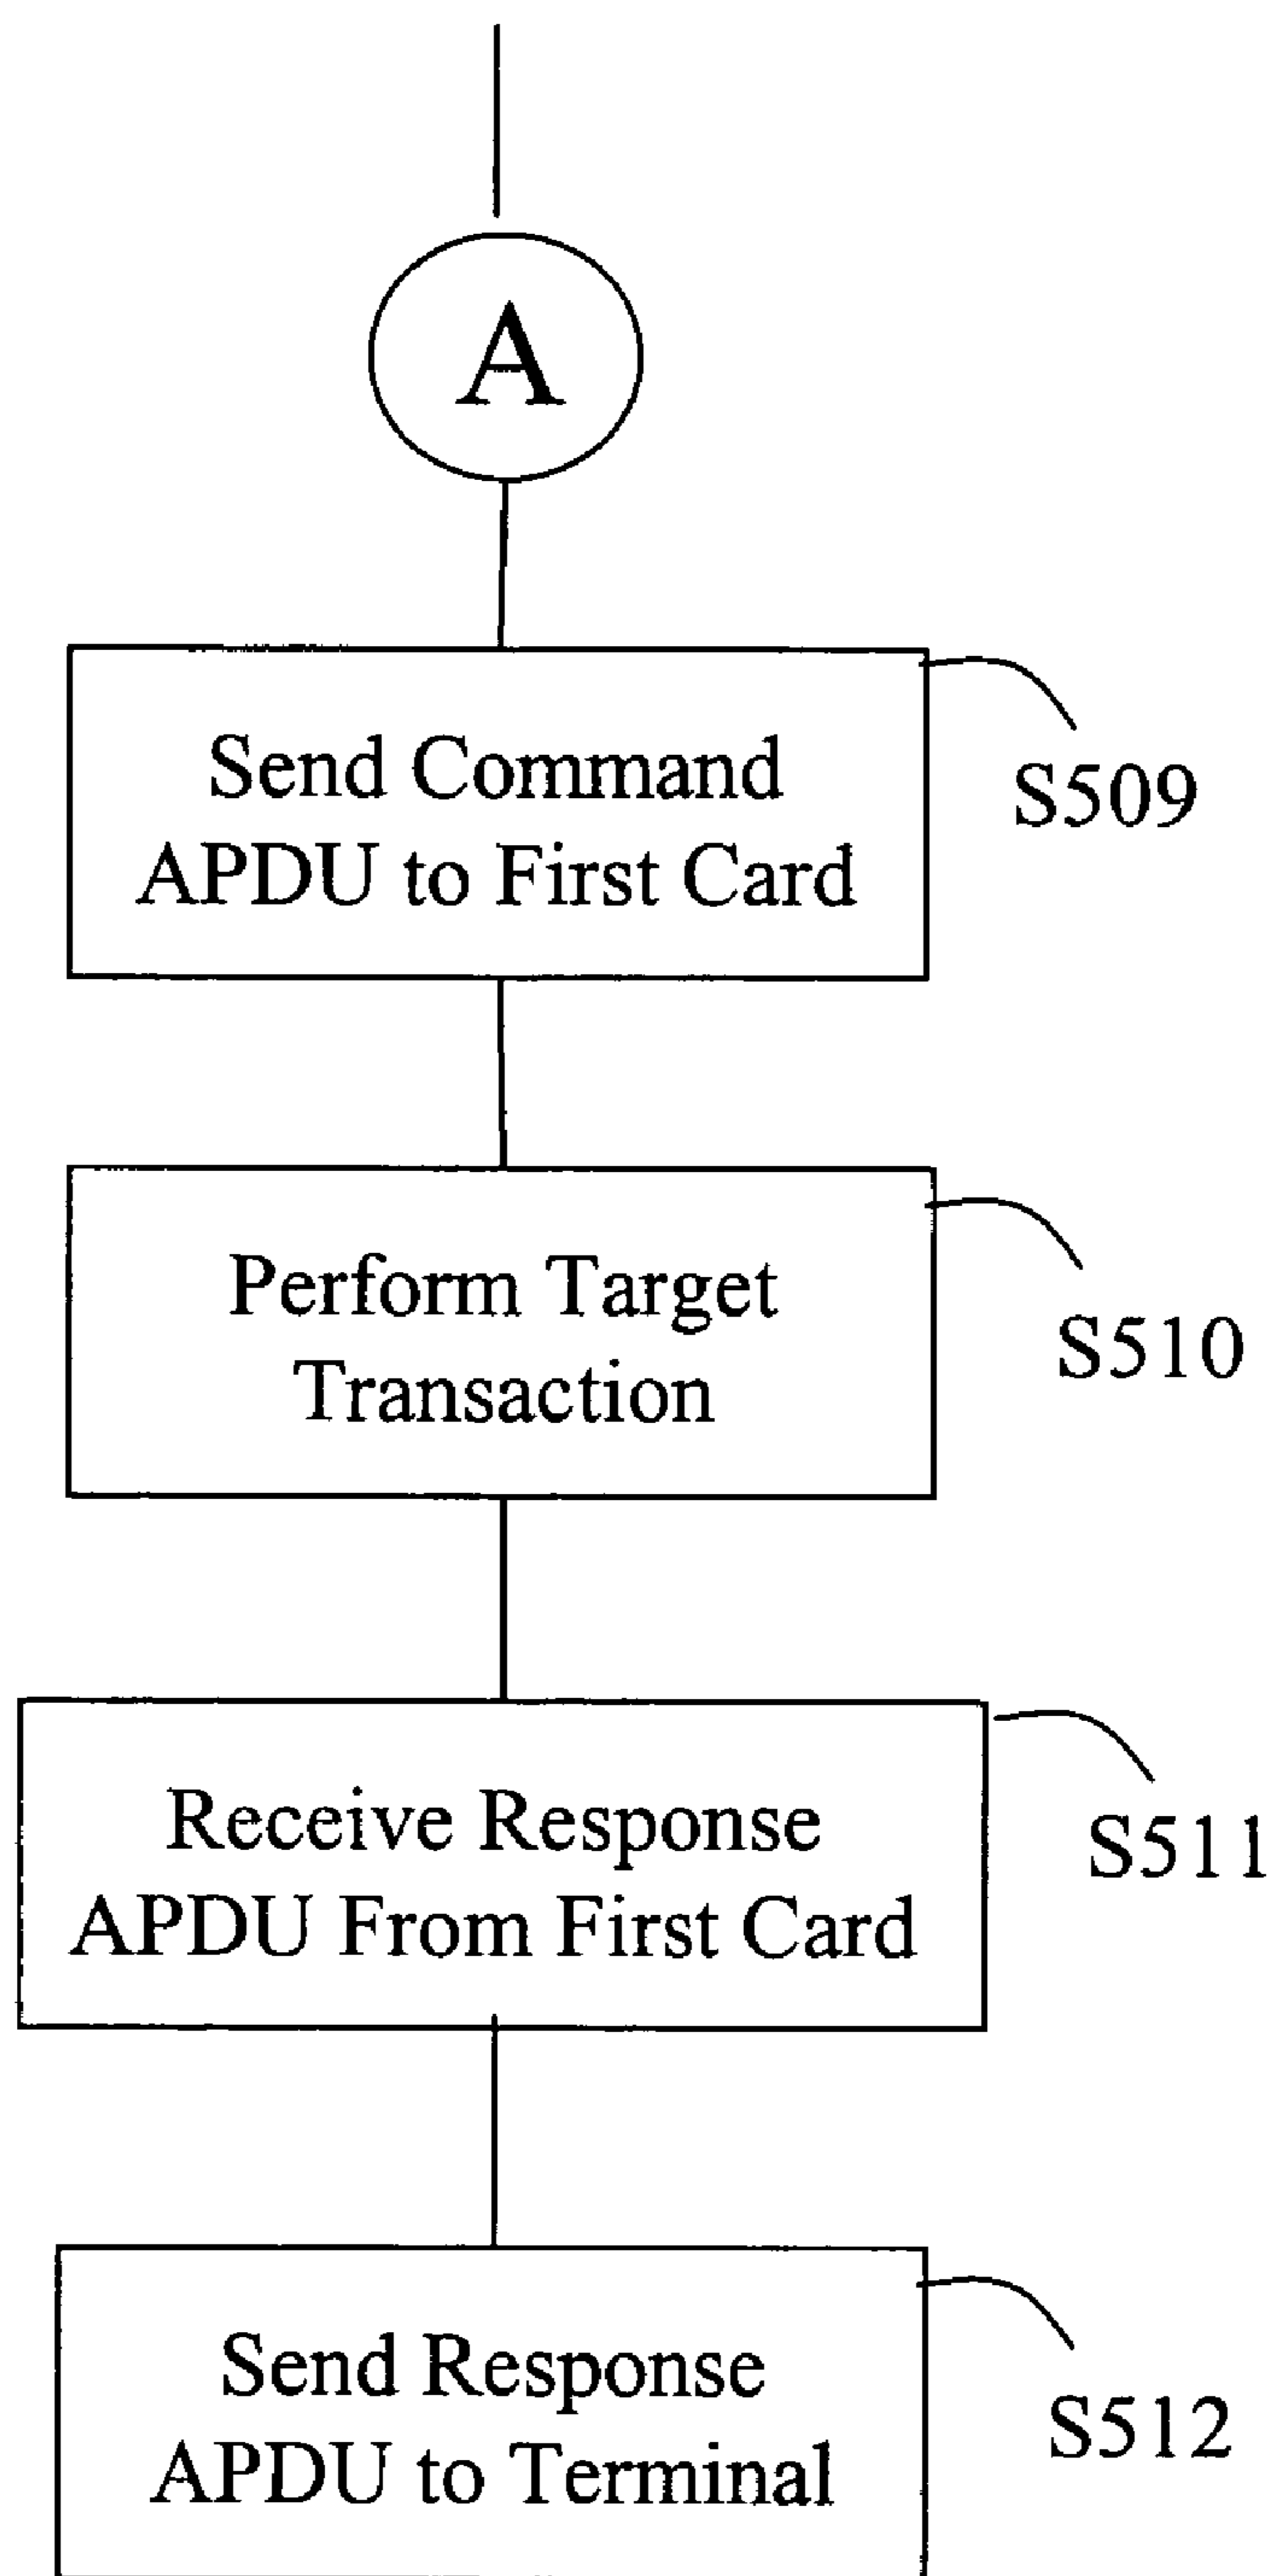 A
Send Command
APDU to First Card
S509
Perform Target
Transaction
S510
Receive Response
APDU From First Card
S511
Send Response
APDU to Terminal
S512